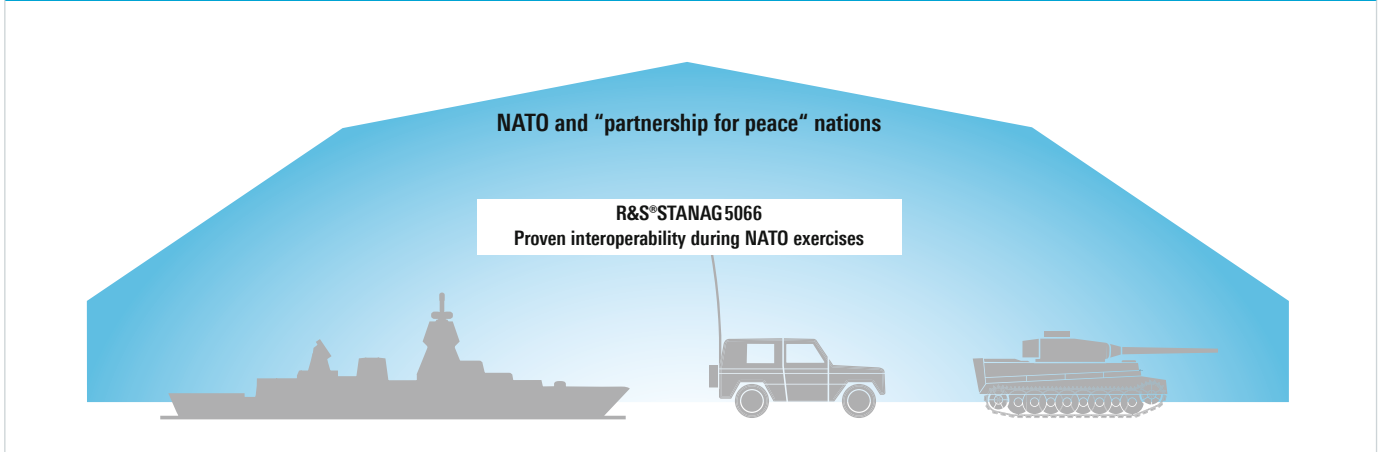 NATO and “partnership for peace“ nations
R&S®STANAG 5066
Proven interoperability during NATO exercises